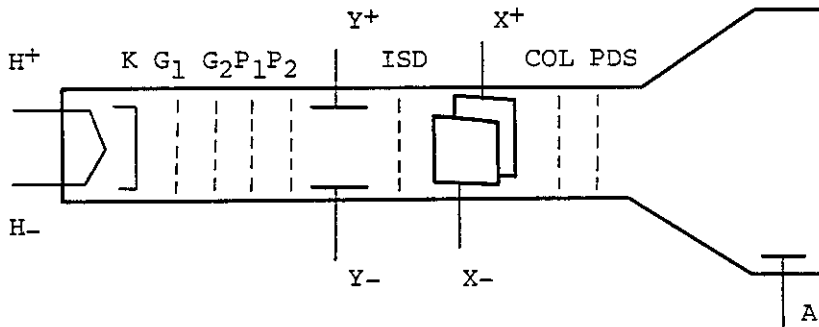 Y+ X+
H+ K G1 G2 P1 P2 ISD COL PDS
H- Y- X-
A